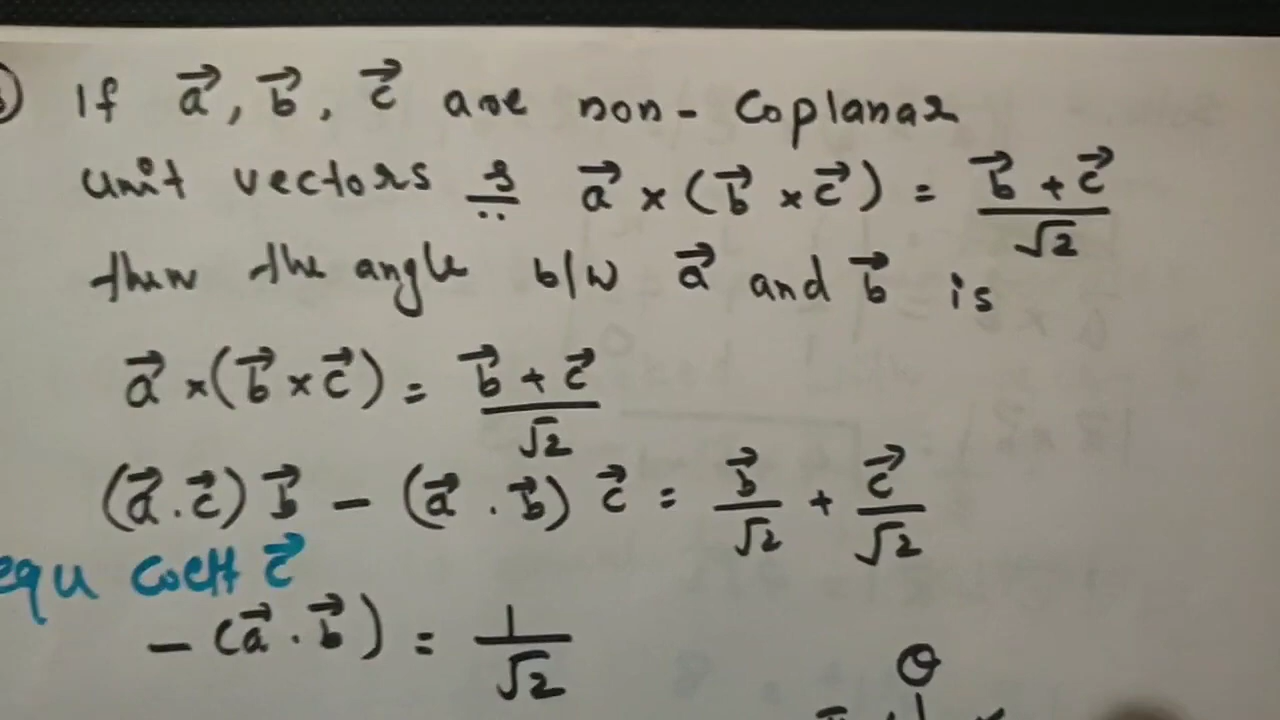 If a⃗, b⃗, c⃗ are non-Coplanar
unit vectors ∋ a⃗ × (b⃗ × c⃗) = (b⃗ + c⃗)/√2
then the angle b/w a⃗ and b⃗ is
a⃗ × (b⃗ × c⃗) = (b⃗ + c⃗)/√2
(a⃗ . c⃗) b⃗ − (a⃗ . b⃗) c⃗ = b⃗/√2 + c⃗/√2
equ coeff c⃗
− (a⃗ . b⃗) = 1/√2
θ